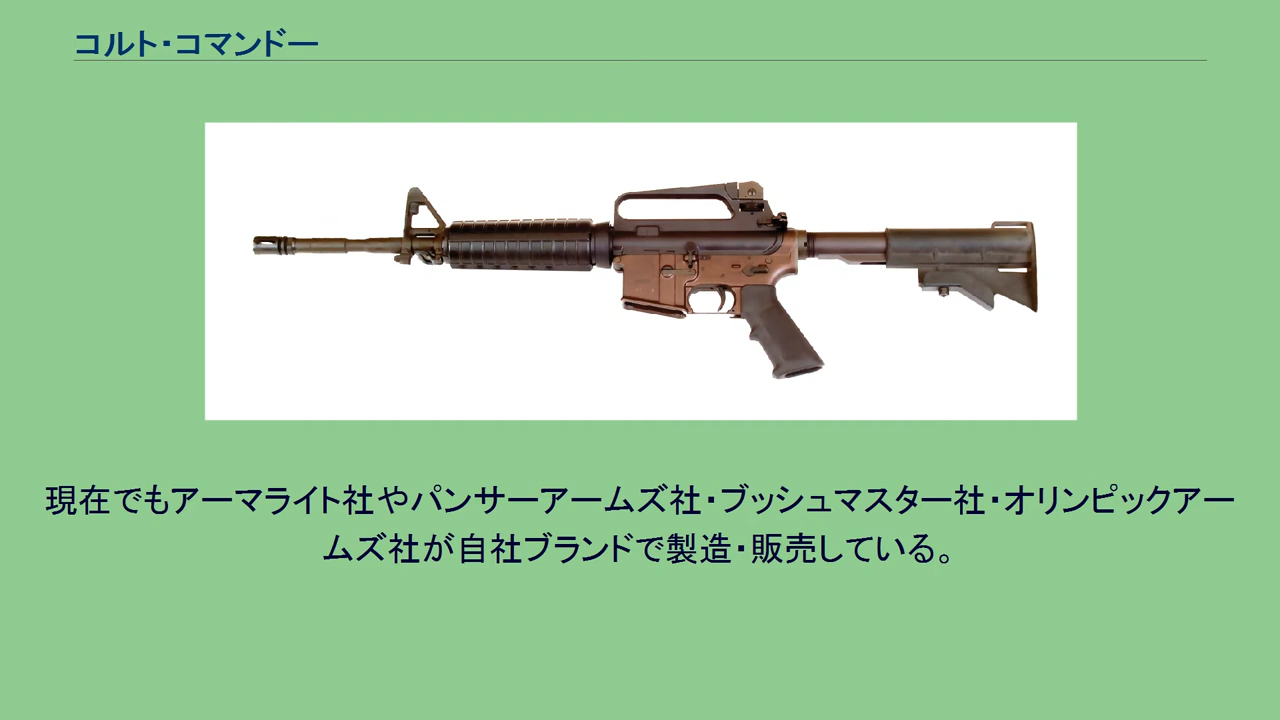 コルト・コマンドー
現在でもアーマライト社やパンサーアームズ社・ブッシュマスター社・オリンピックアー
ムズ社が自社ブランドで製造・販売している。